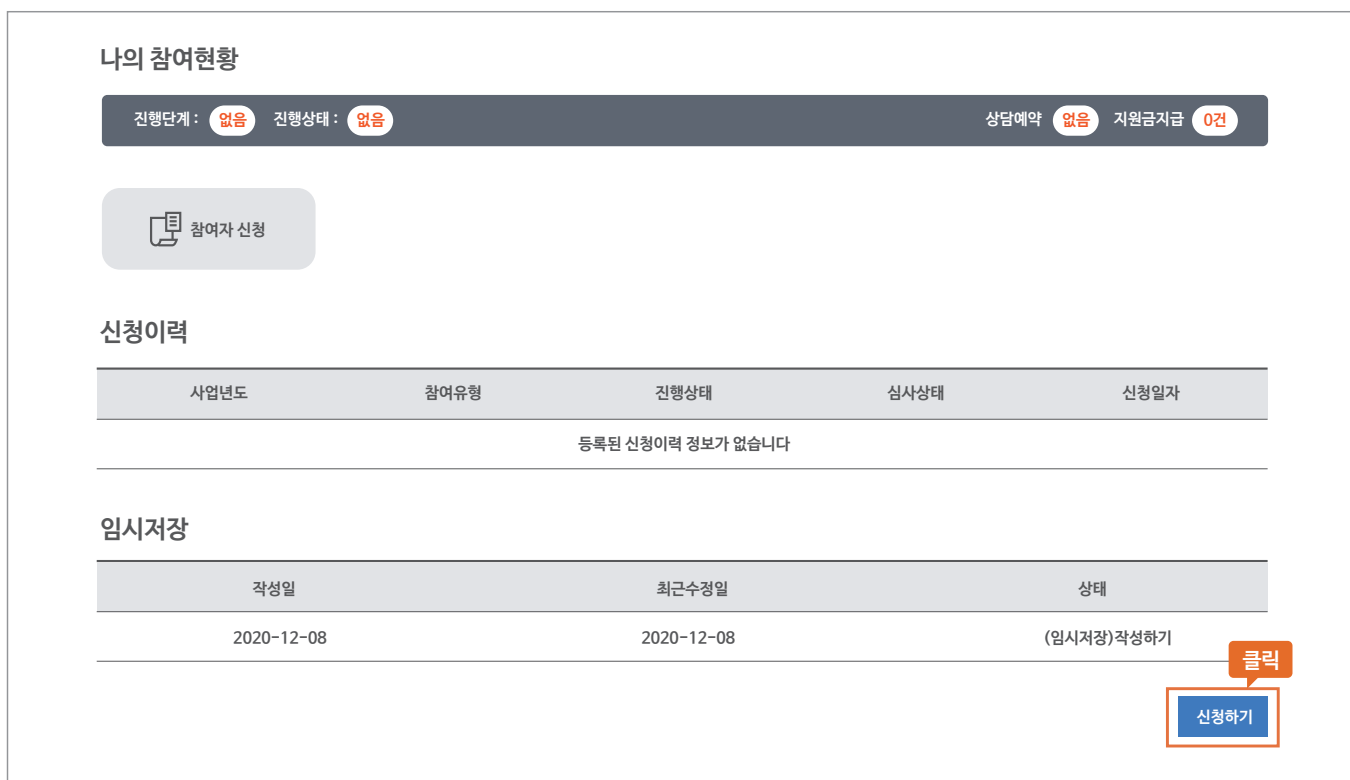 나의 참여현황
진행단계 : 없음 진행상태 : 없음 상담예약 없음 지원금지급 0건
참여자 신청
신청이력
사업년도 참여유형 진행상태 심사상태 신청일자
등록된 신청이력 정보가 없습니다
임시저장
작성일 최근수정일 상태
2020-12-08 2020-12-08 (임시저장)작성하기
클릭
신청하기